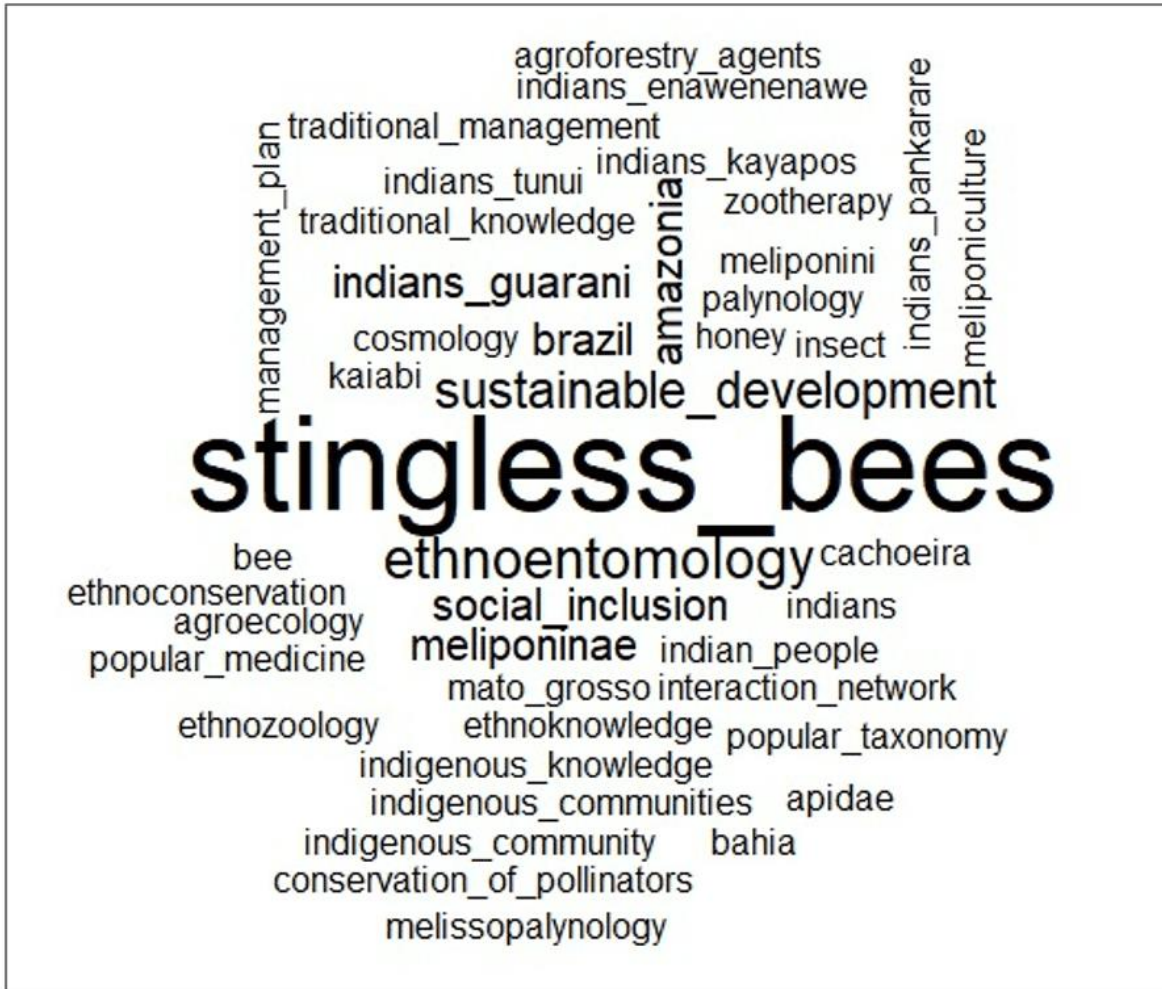 agroforestry_agents
indians_enawenenawe
traditional_management
management_plan
indians_kayapos
indians_pankarare
meliponiculture
indians_tunui
amazonia
zootherapy
traditional_knowledge
meliponini
indians_guarani
palynology
cosmology
brazil
honey
insect
kaiabi
sustainable_development
stingless_bees
bee
ethnoentomology
cachoeira
ethnoconservation
social_inclusion
indians
agroecology
meliponinae
indian_people
popular_medicine
mato_grosso
interaction_network
ethnozoology
ethnoknowledge
popular_taxonomy
indigenous_knowledge
indigenous_communities
apidae
indigenous_community
bahia
conservation_of_pollinators
melissopalynology